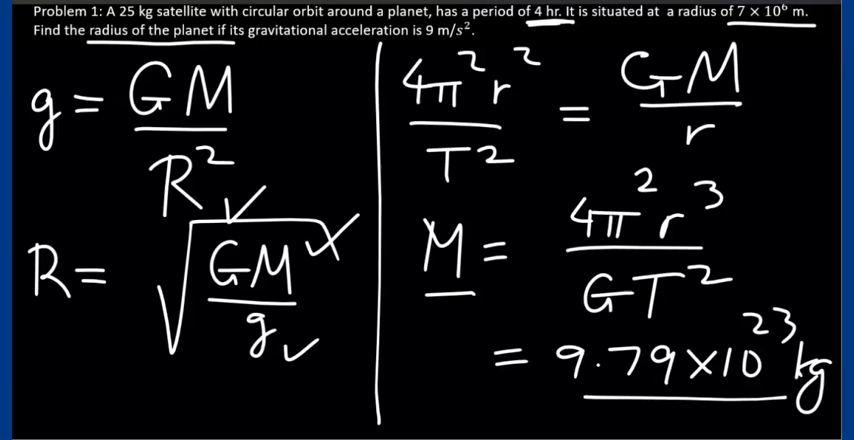 Problem 1: A 25 kg satellite with circular orbit around a planet, has a period of 4 hr. It is situated at a radius of 7 × 10⁶ m.
Find the radius of the planet if its gravitational acceleration is 9 m/s².
g = GM / R²
R = √(GM / g)
4π²r² / T² = GM / r
M = 4π²r³ / GT²
= 9.79 × 10²³ kg